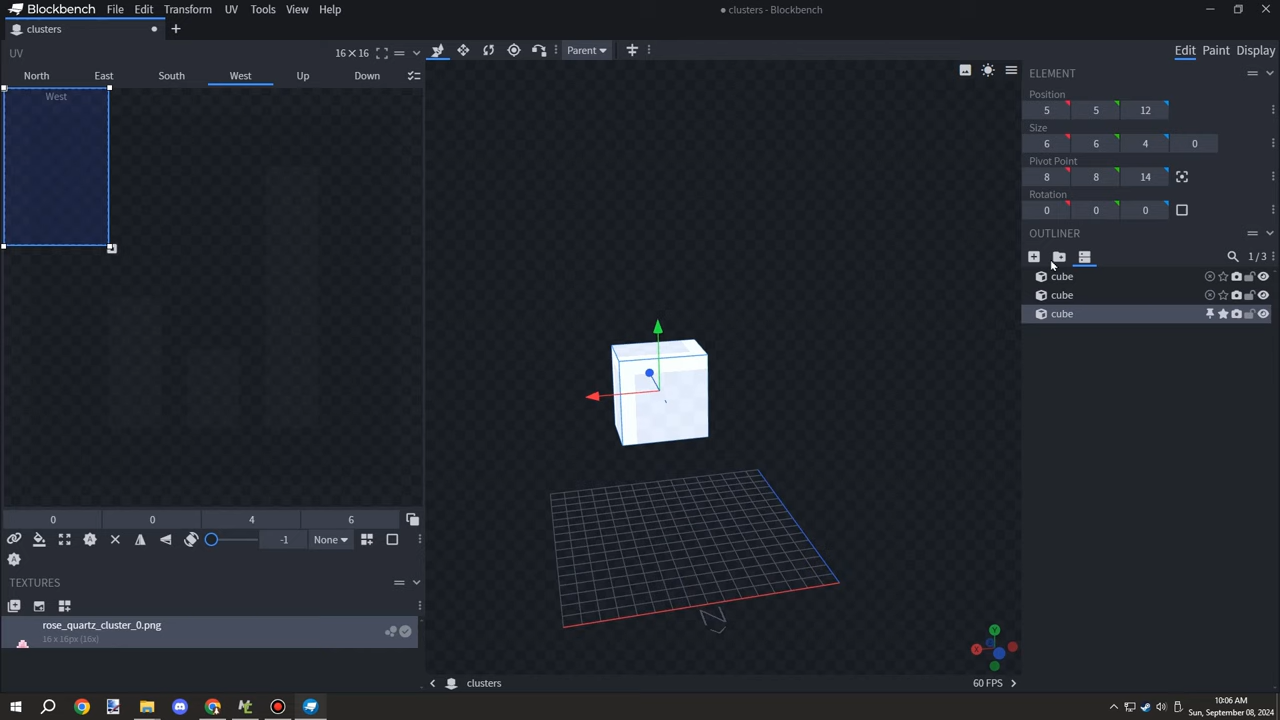 Blockbench File Edit Transform UV Tools View Help
clusters - Blockbench
clusters
UV
16×16
North East South West Up Down
West
0 0 4 6
-1 None
TEXTURES
rose_quartz_cluster_0.png
16 x 16px (16x)
Parent
N
clusters
60 FPS
Y
X
Edit Paint Display
ELEMENT
Position
5 5 12
Size
6 6 4 0
Pivot Point
8 8 14
Rotation
0 0 0
OUTLINER
1 / 3
cube
cube
cube
10:06 AM
Sun, September 08, 2024